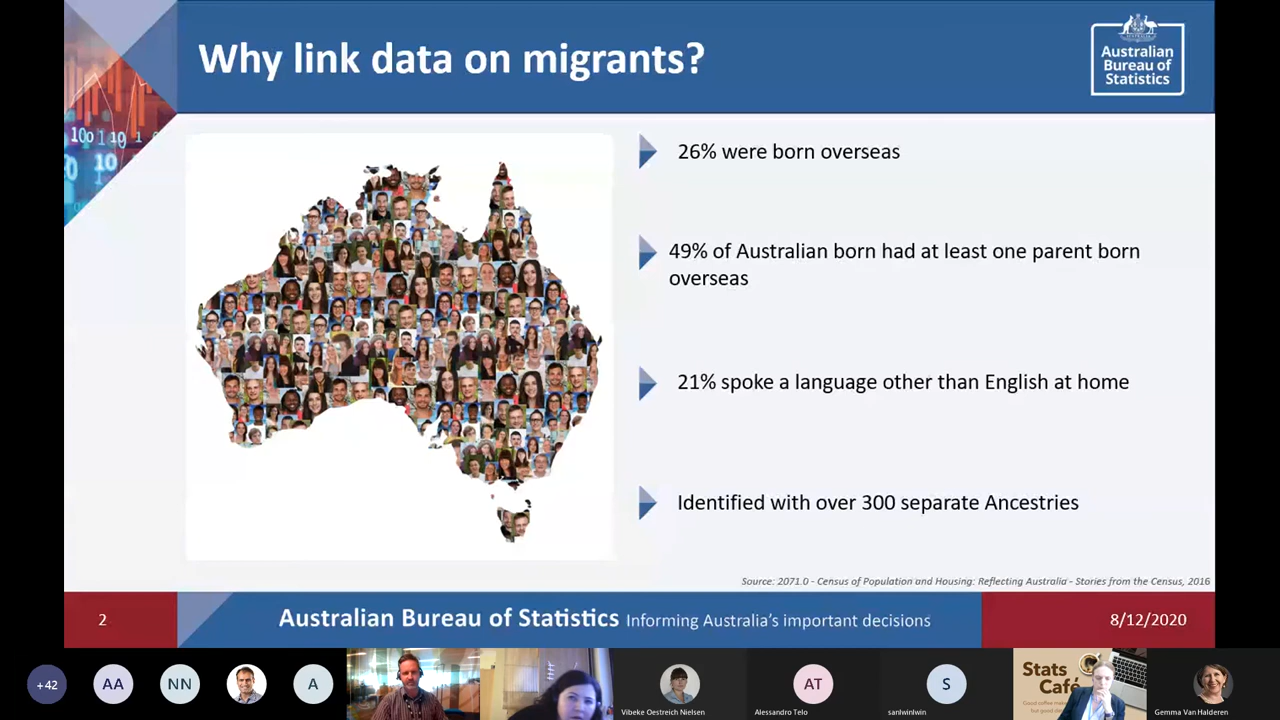 Why link data on migrants?
Australian
Bureau of
Statistics
26% were born overseas
49% of Australian born had at least one parent born
overseas
21% spoke a language other than English at home
Identified with over 300 separate Ancestries
Source: 2071.0 - Census of Population and Housing: Reflecting Australia - Stories from the Census, 2016
2
Australian Bureau of Statistics Informing Australia's important decisions
8/12/2020
+42
AA
NN
A
Vibeke Oestreich Nielsen
AT
Alessandro Telo
S
sanlwinlwin
Stats
Café
Gemma Van Halderen